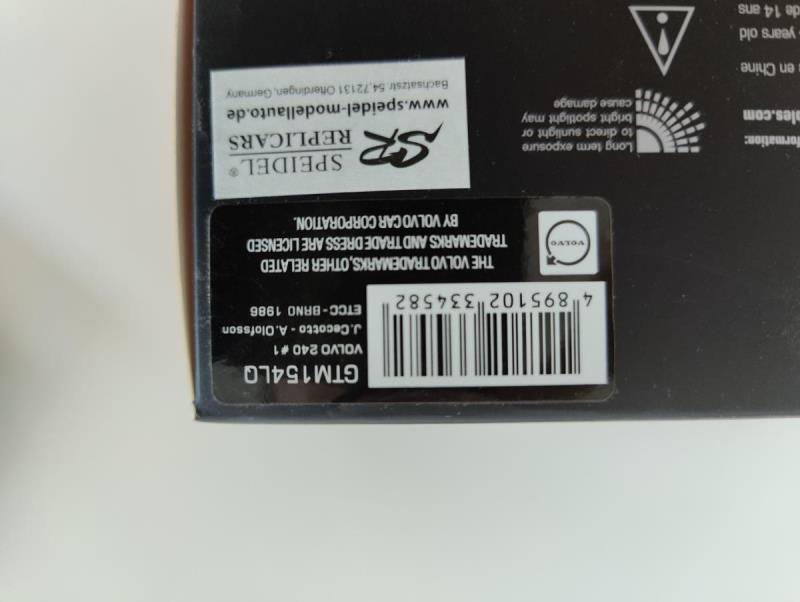 GTM154LQ
VOLVO 240 #1
J.Cecotto - A.Olofsson
ETCC - BRNO 1986
4 895102 334582
THE VOLVO TRADEMARKS,OTHER RELATED
TRADEMARKS AND TRADE DRESS ARE LICENSED
BY VOLVO CAR CORPORATION.
VOLVO
SR SPEIDEL®
REPLICARS
www.speidel-modellauto.de
Bachsatzstr. 54,72131 Ofterdingen, Germany
Long term exposure
to direct sunlight or
bright spotlight may
cause damage
les.com
en Chine
years old
de 14 ans